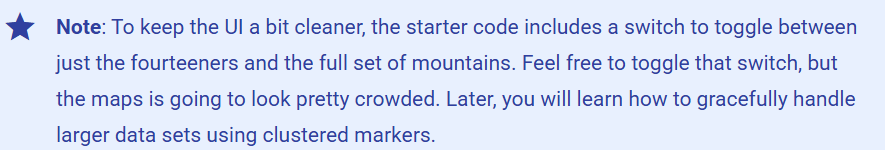 Note: To keep the UI a bit cleaner, the starter code includes a switch to toggle between
just the fourteeners and the full set of mountains. Feel free to toggle that switch, but
the maps is going to look pretty crowded. Later, you will learn how to gracefully handle
larger data sets using clustered markers.